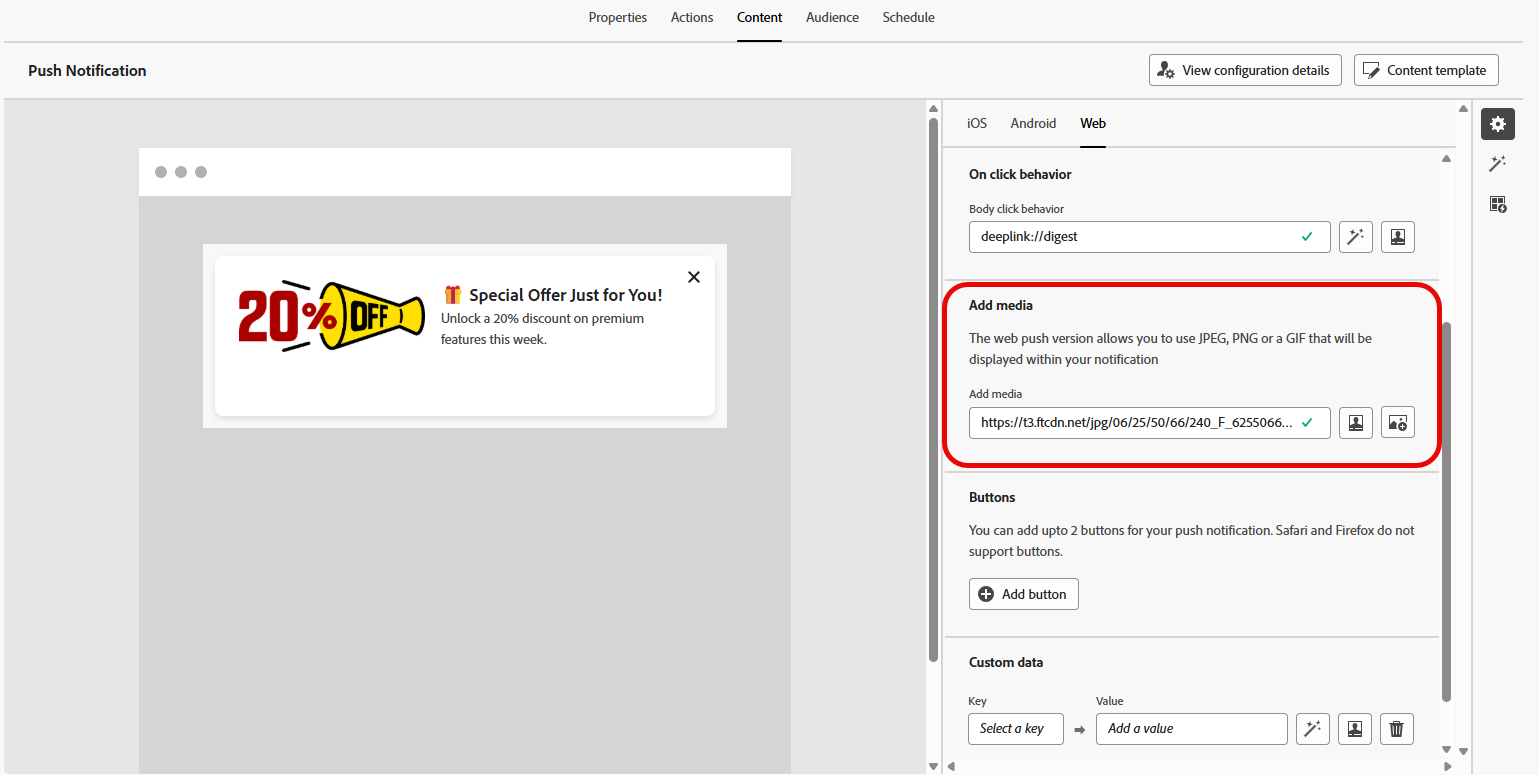 Properties Actions Content Audience Schedule
Push Notification
View configuration details Content template
iOS Android Web
20% OFF
Special Offer Just for You!
Unlock a 20% discount on premium
features this week.
On click behavior
Body click behavior
deeplink://digest
Add media
The web push version allows you to use JPEG, PNG or a GIF that will be
displayed within your notification
Add media
https://t3.ftcdn.net/jpg/06/25/50/66/240_F_6255066...
Buttons
You can add upto 2 buttons for your push notification. Safari and Firefox do not
support buttons.
Add button
Custom data
Key Value
Select a key Add a value